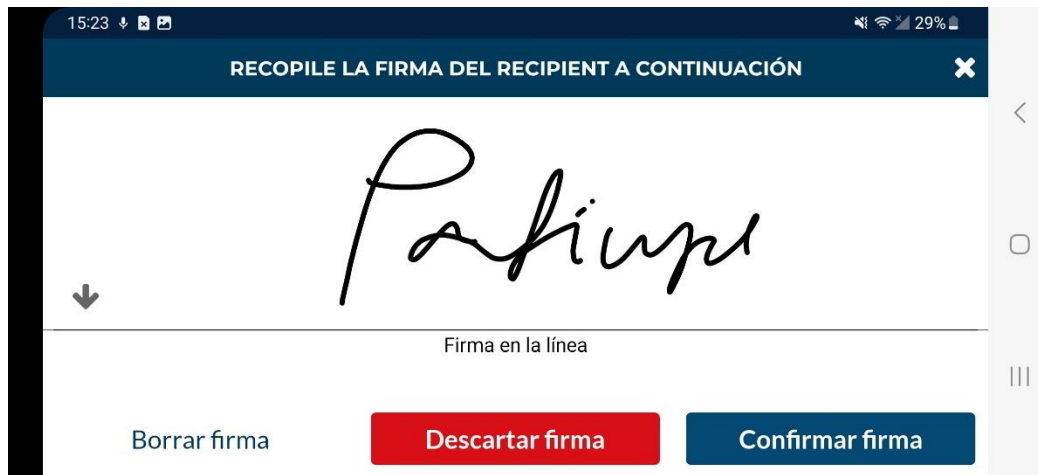 15:23 29%
RECOPILE LA FIRMA DEL RECIPIENT A CONTINUACIÓN
Firma en la línea
Borrar firma Descartar firma Confirmar firma